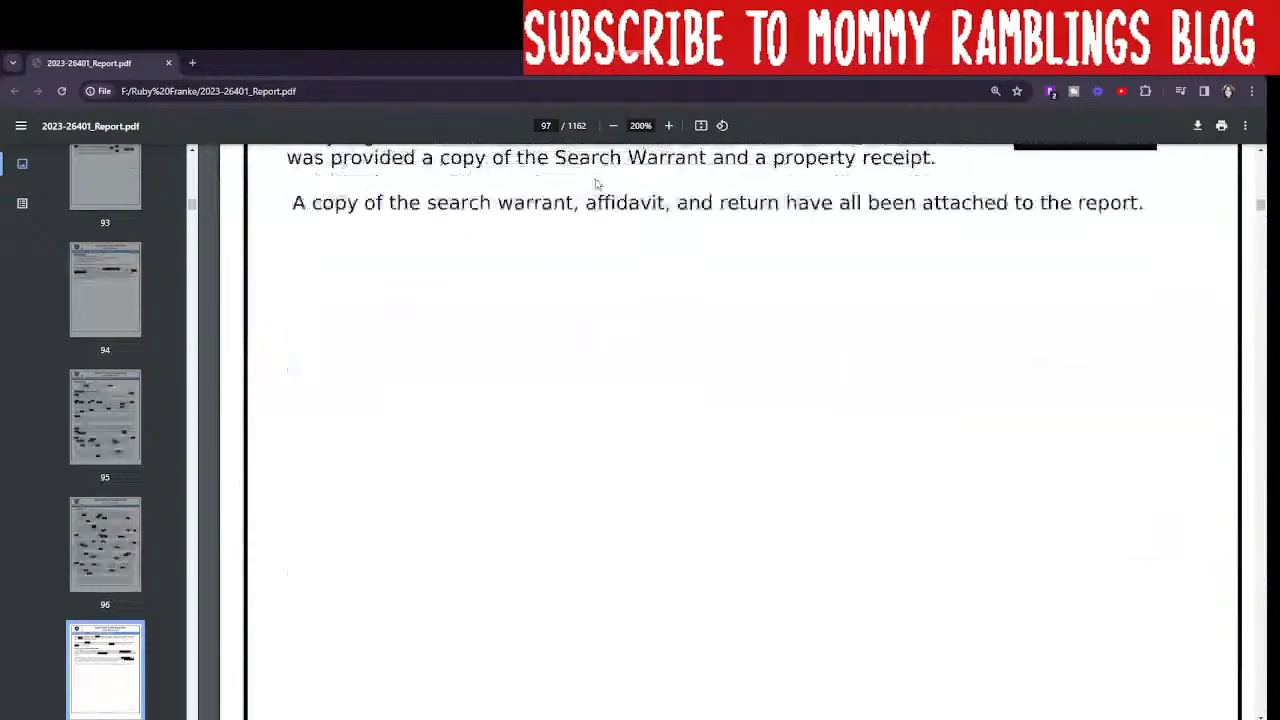 SUBSCRIBE TO MOMMY RAMBLINGS BLOG
2023-26401_Report.pdf
File F:/Ruby%20Franke/2023-26401_Report.pdf
2023-26401_Report.pdf 97 / 1162 200%
was provided a copy of the Search Warrant and a property receipt.
A copy of the search warrant, affidavit, and return have all been attached to the report.
93
94
95
96